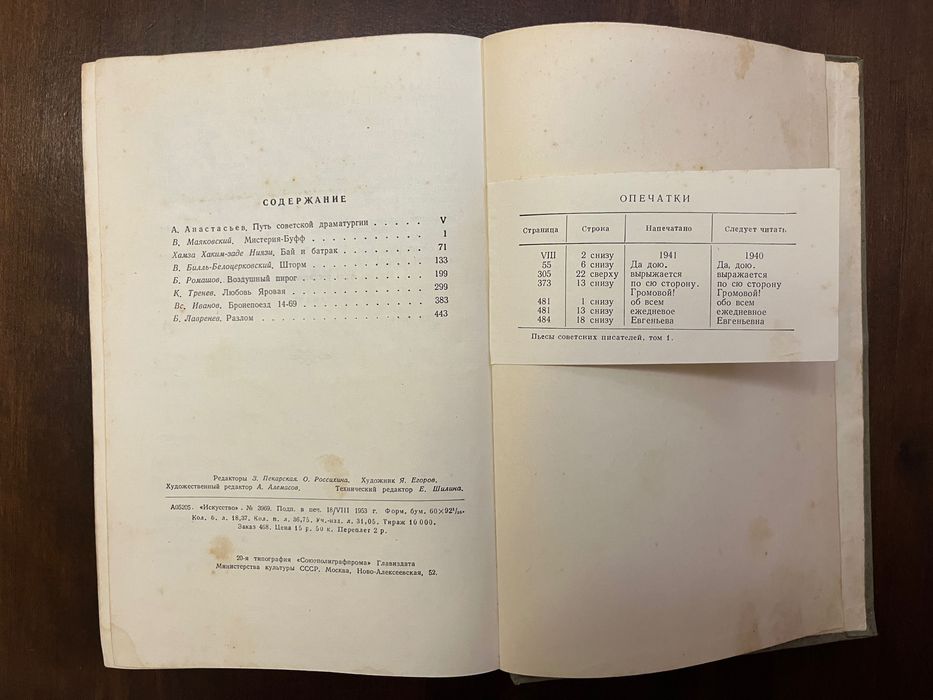 СОДЕРЖАНИЕ
А. Анастасьев, Путь советской драматургии . . . . . V
В. Маяковский, Мистерия-Буфф . . . . . . . . . . 1
Хамза Хаким-заде Ниязи, Бай и батрак . . . . . . . 71
В. Билль-Белоцерковский, Шторм . . . . . . . . . . 133
Б. Ромашов. Воздушный пирог . . . . . . . . . . . 199
К. Тренев. Любовь Яровая . . . . . . . . . . . . 299
Вс. Иванов. Бронепоезд 14-69 . . . . . . . . . . . 383
Б. Лавренев. Разлом . . . . . . . . . . . . . . 443
Редакторы З. Пекарская, О. Россихина. Художник Я. Егоров.
Художественный редактор А. Алемасов. Технический редактор Е. Шилина.
А05205. «Искусство». № 3969. Подп. в печ. 18/VIII 1953 г. Форм. бум. 60×92¹/₁₆.
Кол. б. л. 18,37. Кол. п. л. 36,75. Уч.-изд. л. 31,05. Тираж 10 000.
Заказ 468. Цена 15 р. 50 к. Переплет 2 р.
20-я типография «Союзполиграфпрома» Главиздата
Министерства культуры СССР. Москва, Ново-Алексеевская, 52.
ОПЕЧАТКИ
Страница Строка Напечатано Следует читать
VIII 2 снизу 1941 1940
55 6 снизу Да дою. Да, дою.
305 22 сверху вырыжается выражается
373 13 снизу по сю сторону. по сю сторону
Громовой! Громовой!
481 1 снизу об всем обо всем
481 13 снизу ежедневое ежедневное
484 18 снизу Евгеньева Евгеньевна
Пьесы советских писателей, том 1.